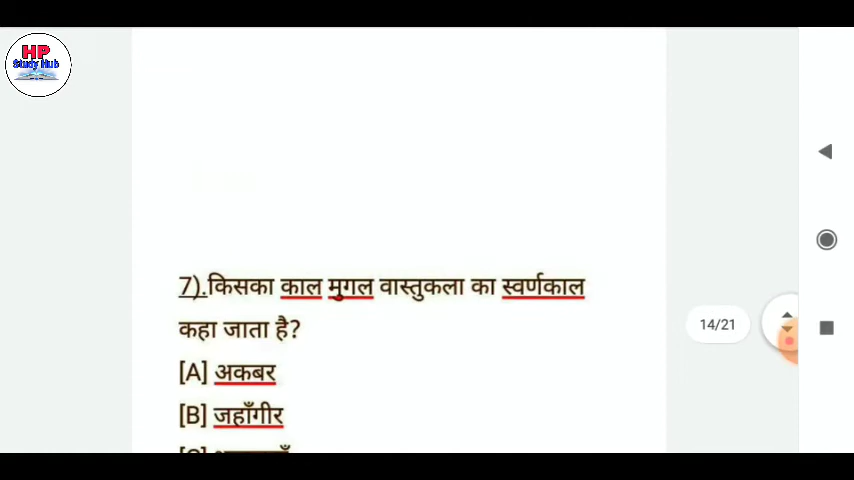 HP
Study Hub
7).किसका काल मुगल वास्तुकला का स्वर्णकाल
कहा जाता है?
[A] अकबर
[B] जहाँगीर
14/21